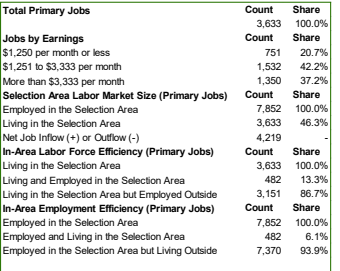 Total Primary Jobs Count Share
3,633 100.0%
Jobs by Earnings Count Share
$1,250 per month or less 751 20.7%
$1,251 to $3,333 per month 1,532 42.2%
More than $3,333 per month 1,350 37.2%
Selection Area Labor Market Size (Primary Jobs) Count Share
Employed in the Selection Area 7,852 100.0%
Living in the Selection Area 3,633 46.3%
Net Job Inflow (+) or Outflow (-) 4,219 -
In-Area Labor Force Efficiency (Primary Jobs) Count Share
Living in the Selection Area 3,633 100.0%
Living and Employed in the Selection Area 482 13.3%
Living in the Selection Area but Employed Outside 3,151 86.7%
In-Area Employment Efficiency (Primary Jobs) Count Share
Employed in the Selection Area 7,852 100.0%
Employed and Living in the Selection Area 482 6.1%
Employed in the Selection Area but Living Outside 7,370 93.9%